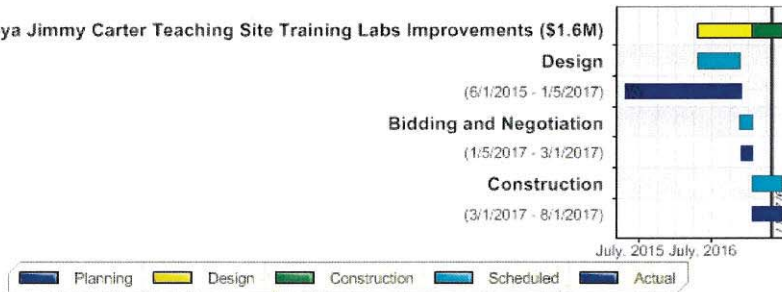 ya Jimmy Carter Teaching Site Training Labs Improvements ($1.6M)
Design
(6/1/2015 - 1/5/2017)
Bidding and Negotiation
(1/5/2017 - 3/1/2017)
Construction
(3/1/2017 - 8/1/2017)
July, 2015 July, 2016
Planning Design Construction Scheduled Actual